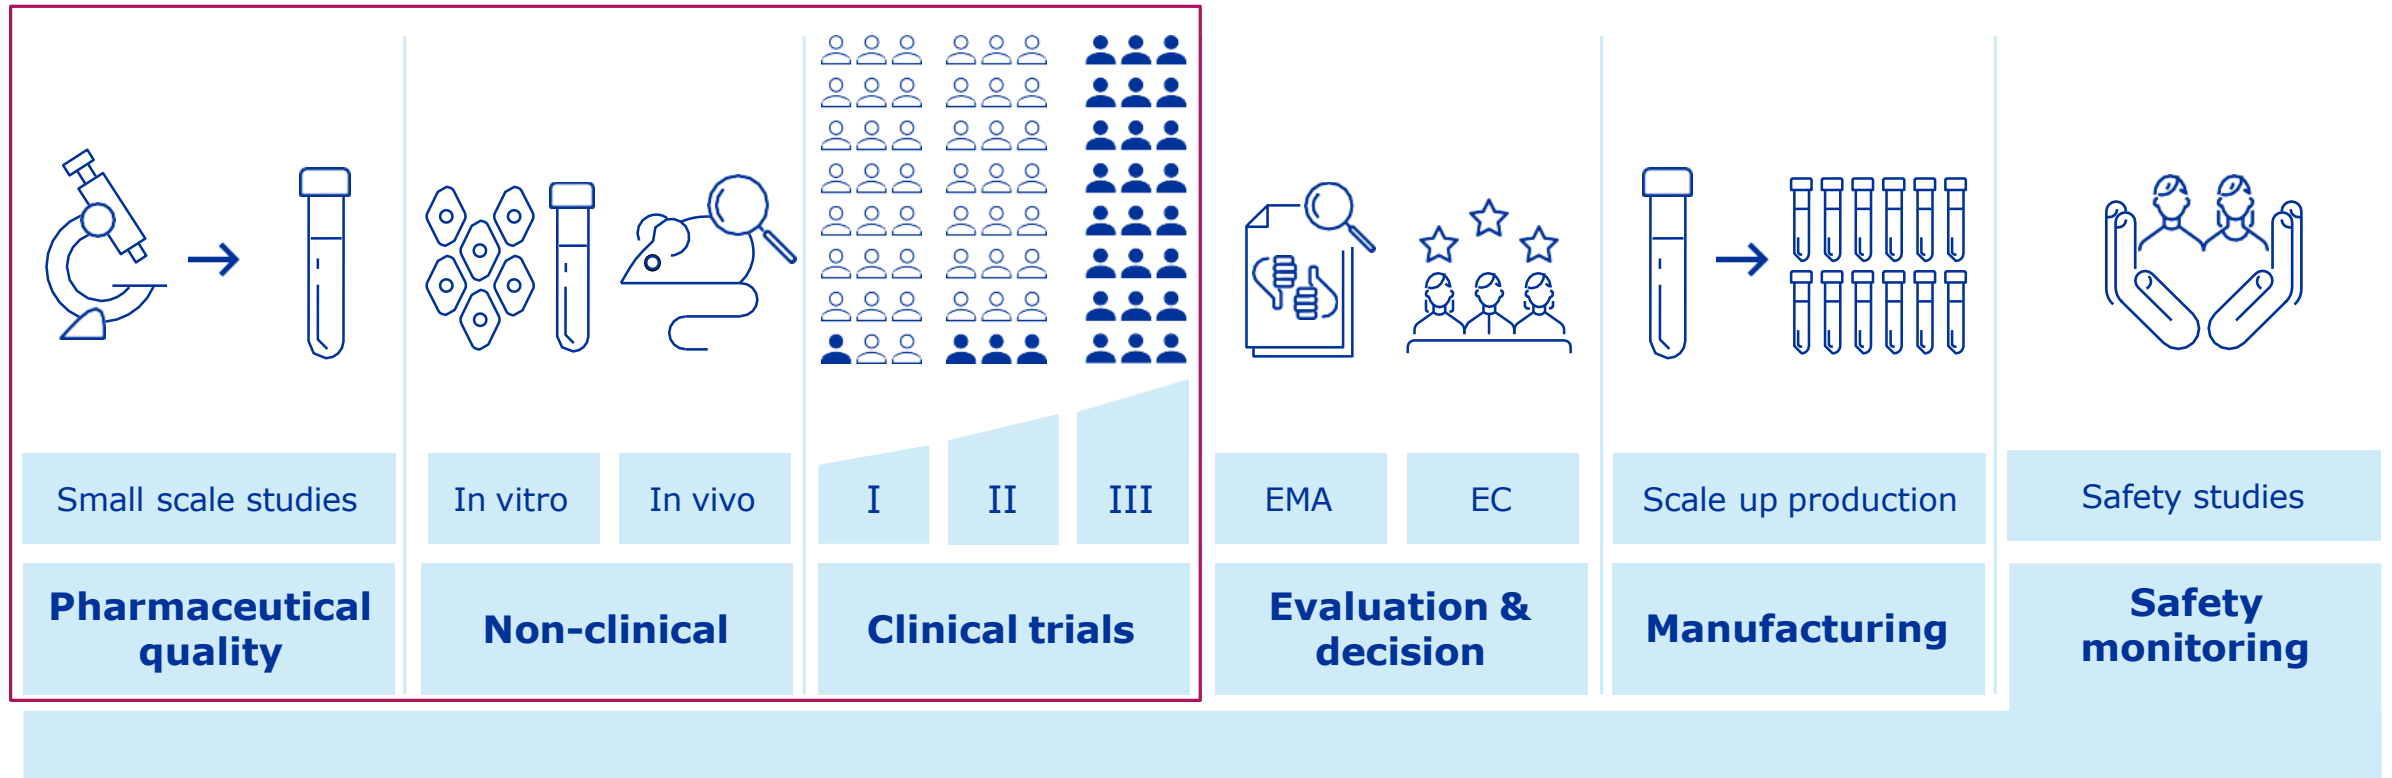 Small scale studies
In vitro
In vivo
I
II
III
EMA
EC
Scale up production
Safety studies
Pharmaceutical
quality
Non-clinical
Clinical trials
Evaluation &
decision
Manufacturing
Safety
monitoring